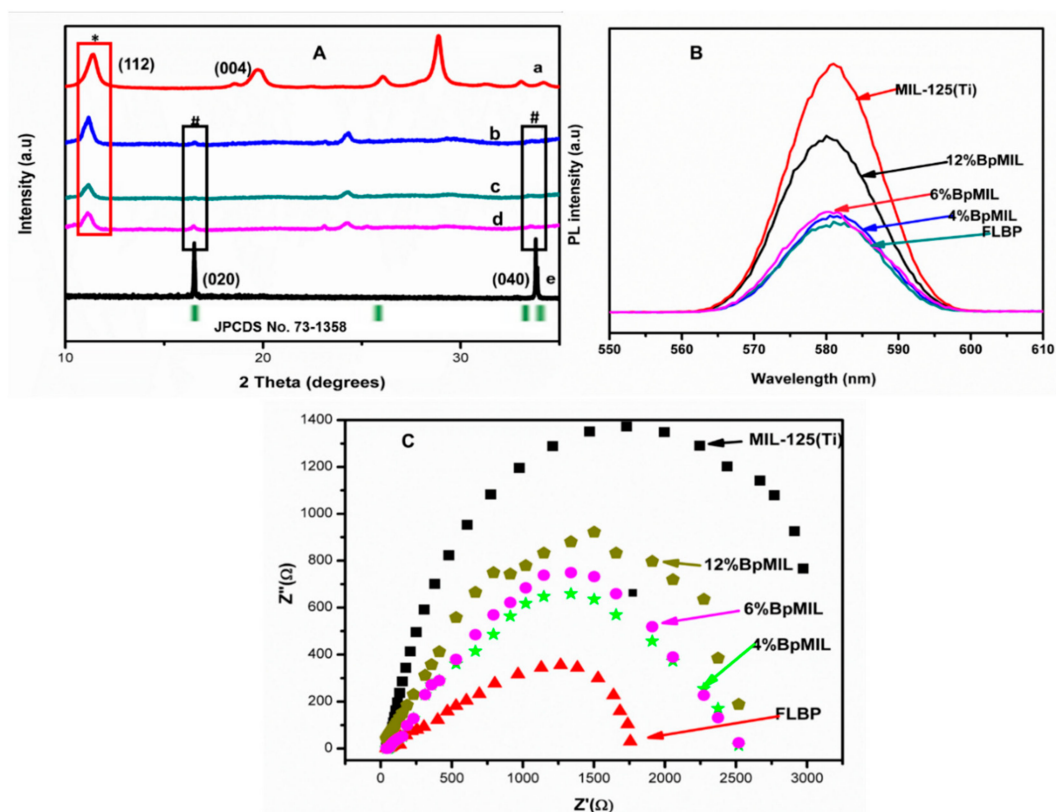 A
*
(112)
(004)
a
#
#
b
c
d
(020)
(040)
e
JPCDS No. 73-1358
10
20
30
2 Theta (degrees)
Intensity (a.u)
B
MIL-125(Ti)
12%BpMIL
6%BpMIL
4%BpMIL
FLBP
550
560
570
580
590
600
610
Wavelength (nm)
PL intensity (a.u)
C
1400
1200
1000
800
600
400
200
0
MIL-125(Ti)
12%BpMIL
6%BpMIL
4%BpMIL
FLBP
0
500
1000
1500
2000
2500
3000
Z'(Ω)
Z''(Ω)